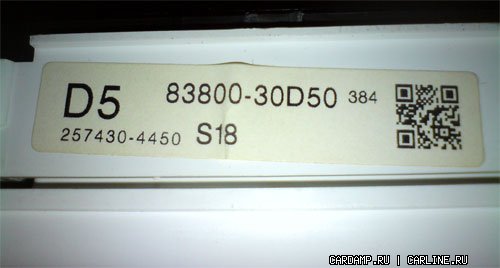 D5 83800-30D50 384
257430-4450 S18
CARDAMP.RU | CARLINE.RU